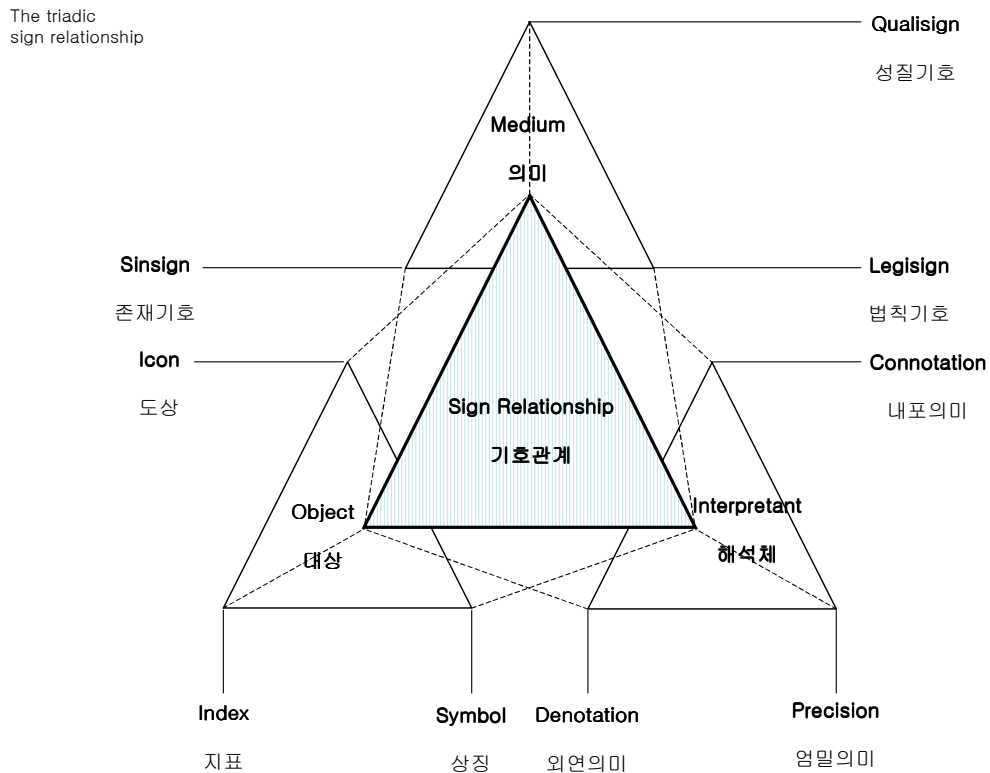 The triadic
sign relationship
Qualisign
성질기호
Medium
의미
Sinsign
존재기호
Legisign
법칙기호
Icon
도상
Connotation
내포의미
Sign Relationship
기호관계
Object
대상
Interpretant
해석체
Index
지표
Symbol
상징
Denotation
외연의미
Precision
엄밀의미